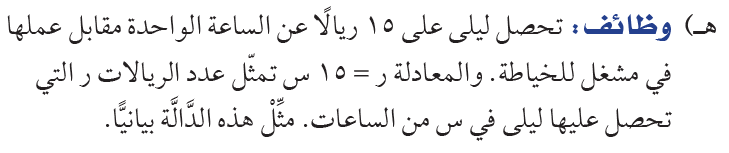 هـ) وظائف: تحصل ليلى على ١٥ ريالًا عن الساعة الواحدة مقابل عملها
في مشغل للخياطة. والمعادلة ر = ١٥ س تمثّل عدد الريالات ر التي
تحصل عليها ليلى في س من الساعات. مثِّلْ هذه الدَّالَّة بيانيًّا.